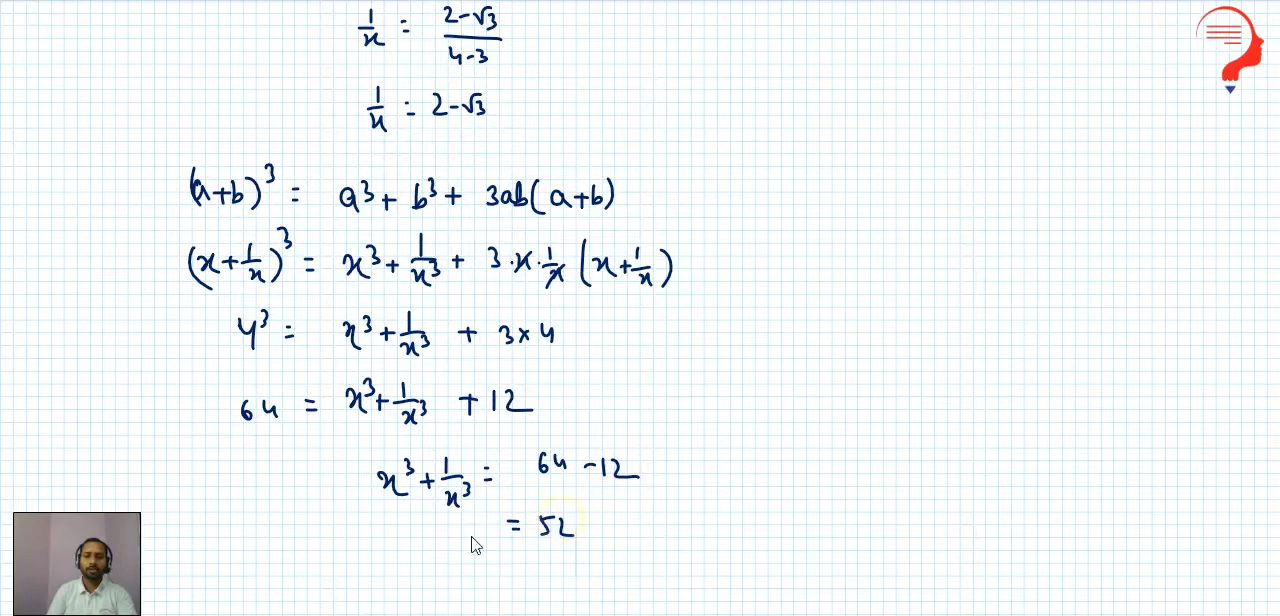 1/x = (2-√3)/(4-3)
1/x = 2-√3
(a+b)³ = a³ + b³ + 3ab(a+b)
(x+1/x)³ = x³ + 1/x³ + 3·x·1/x (x+1/x)
4³ = x³ + 1/x³ + 3×4
64 = x³ + 1/x³ + 12
x³ + 1/x³ = 64 - 12
= 52